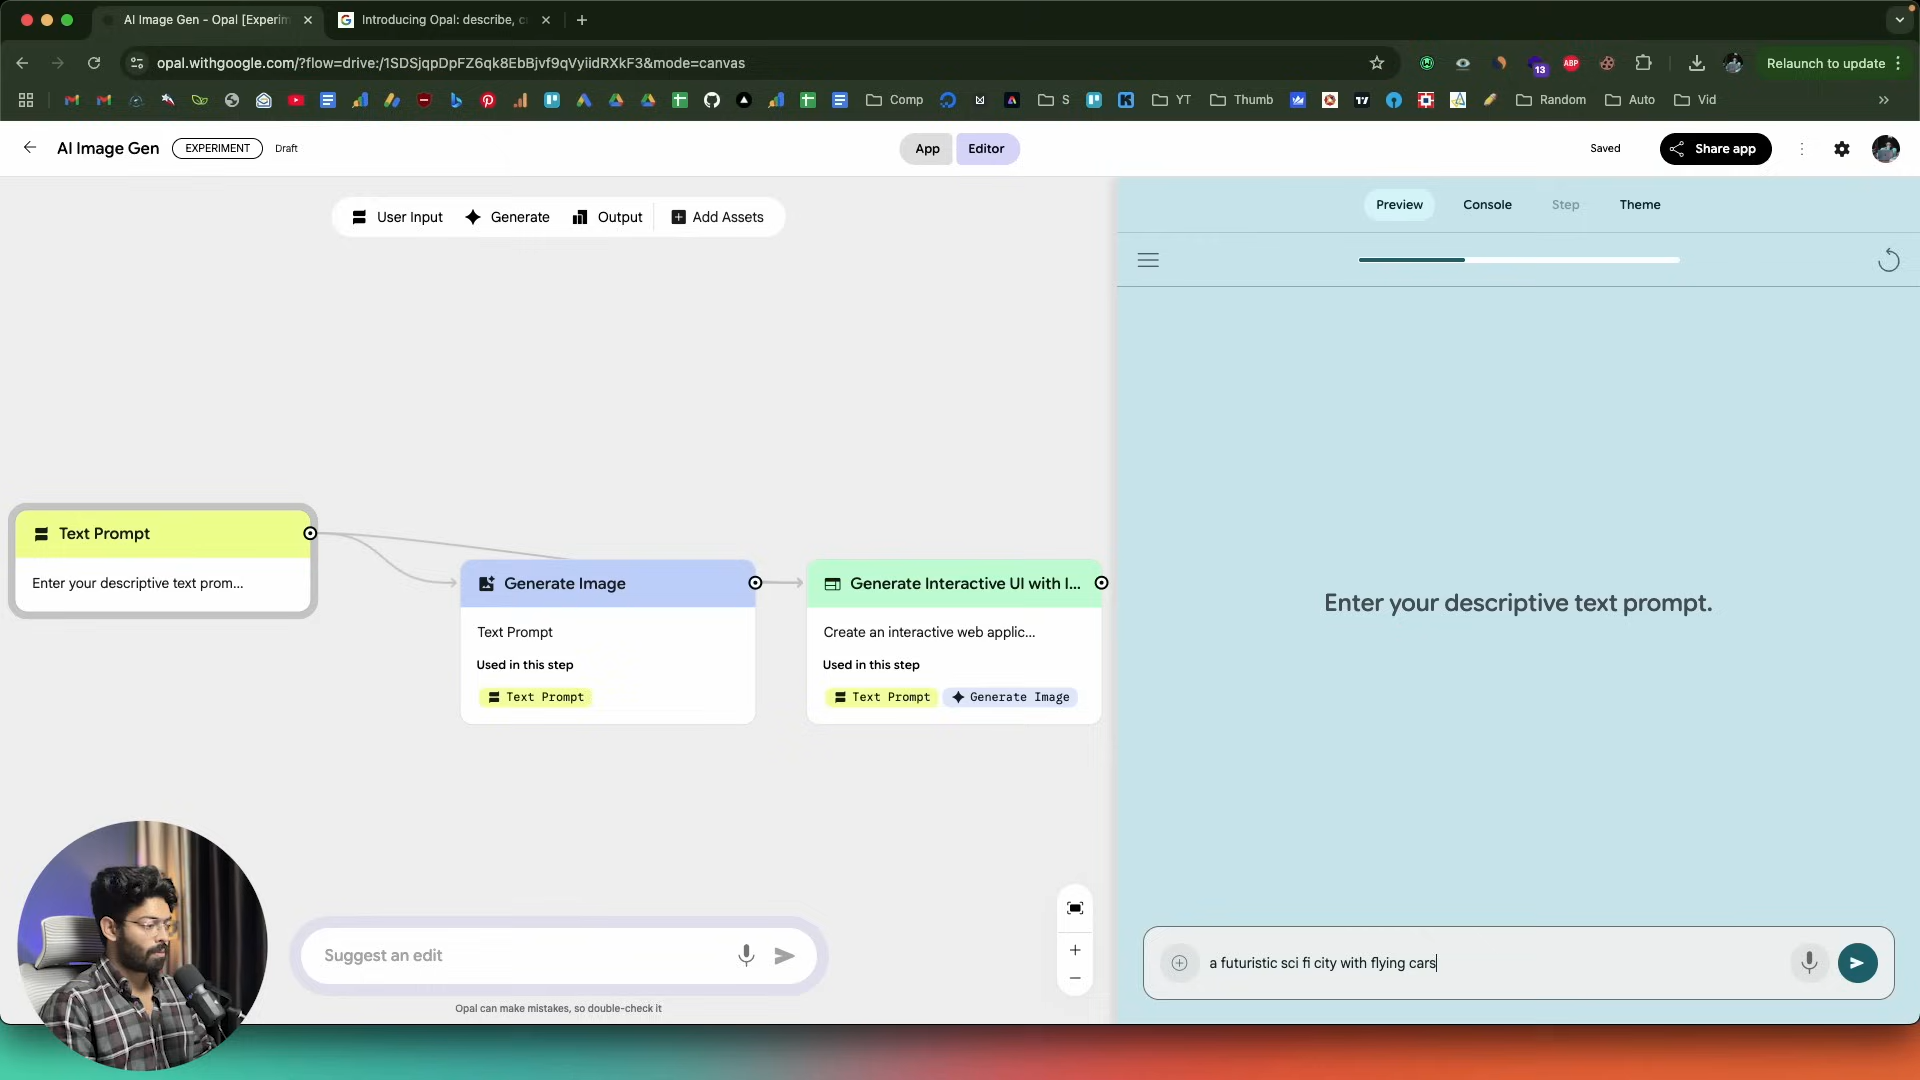 AI Image Gen - Opal [Experim
Introducing Opal: describe, c
opal.withgoogle.com/?flow=drive:/1SDSjqpDpFZ6qk8EbBjvf9qVyiidRXkF3&mode=canvas
ABP
13
Relaunch to update
Comp
S
YT
Thumb
Random
Auto
Vid
AI Image Gen
EXPERIMENT
Draft
App
Editor
Saved
Share app
User Input
Generate
Output
Add Assets
Preview
Console
Step
Theme
Text Prompt
Enter your descriptive text prom...
Generate Image
Text Prompt
Used in this step
Text Prompt
Generate Interactive UI with I...
Create an interactive web applic...
Used in this step
Text Prompt
Generate Image
Enter your descriptive text prompt.
Suggest an edit
Opal can make mistakes, so double-check it
a futuristic sci fi city with flying cars